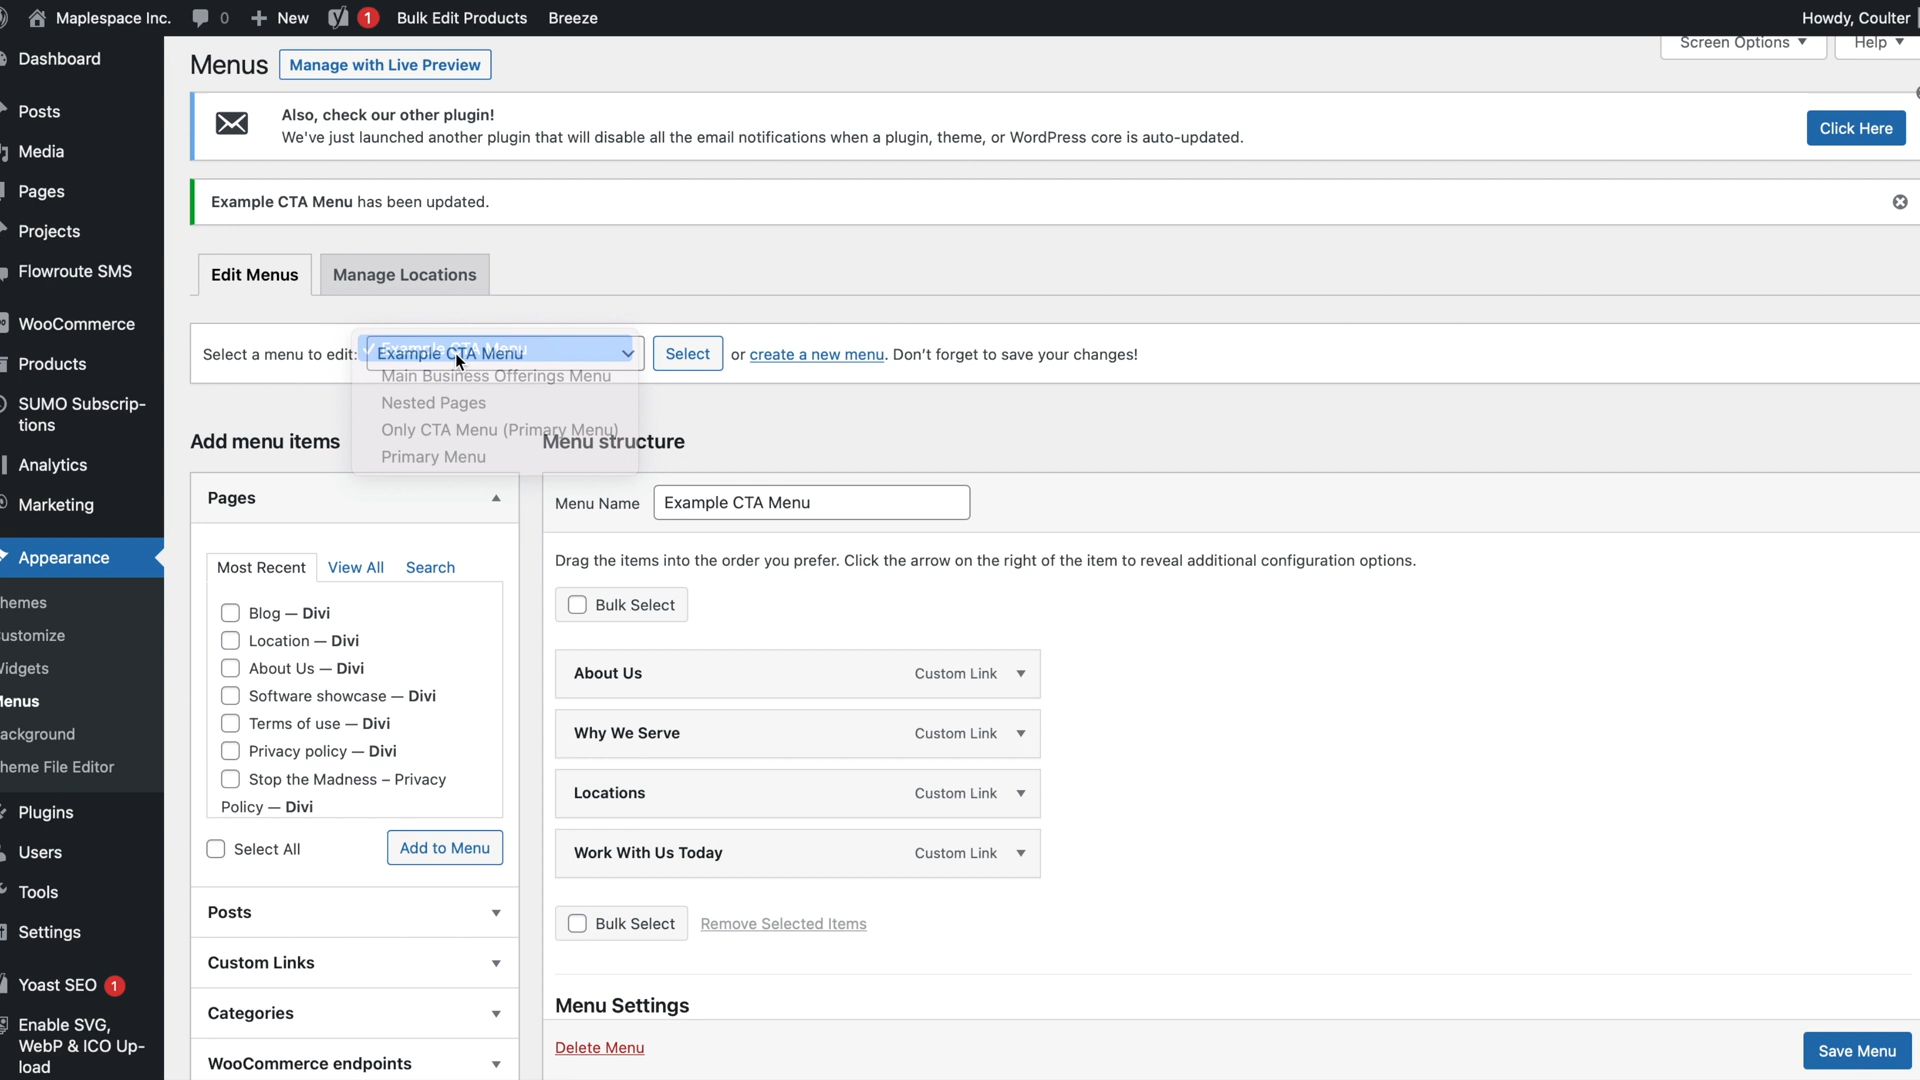 Maplespace Inc. 0 New 1 Bulk Edit Products Breeze Howdy, Coulter
Dashboard
Posts
Media
Pages
Projects
Flowroute SMS
WooCommerce
Products
SUMO Subscrip-
tions
Analytics
Marketing
Appearance
hemes
ustomize
idgets
enus
ackground
heme File Editor
Plugins
Users
Tools
Settings
Yoast SEO 1
Enable SVG,
WebP & ICO Up-
load
Screen Options Help
Menus Manage with Live Preview
Also, check our other plugin!
We've just launched another plugin that will disable all the email notifications when a plugin, theme, or WordPress core is auto-updated.
Click Here
Example CTA Menu has been updated.
Edit Menus Manage Locations
Select a menu to edit: Example CTA Menu Select or create a new menu. Don't forget to save your changes!
Example CTA Menu
Main Business Offerings Menu
Nested Pages
Only CTA Menu (Primary Menu)
Primary Menu
Add menu items
Pages
Most Recent View All Search
Blog — Divi
Location — Divi
About Us — Divi
Software showcase — Divi
Terms of use — Divi
Privacy policy — Divi
Stop the Madness – Privacy
Policy — Divi
Select All Add to Menu
Posts
Custom Links
Categories
WooCommerce endpoints
Menu structure
Menu Name Example CTA Menu
Drag the items into the order you prefer. Click the arrow on the right of the item to reveal additional configuration options.
Bulk Select
About Us Custom Link
Why We Serve Custom Link
Locations Custom Link
Work With Us Today Custom Link
Bulk Select Remove Selected Items
Menu Settings
Delete Menu Save Menu